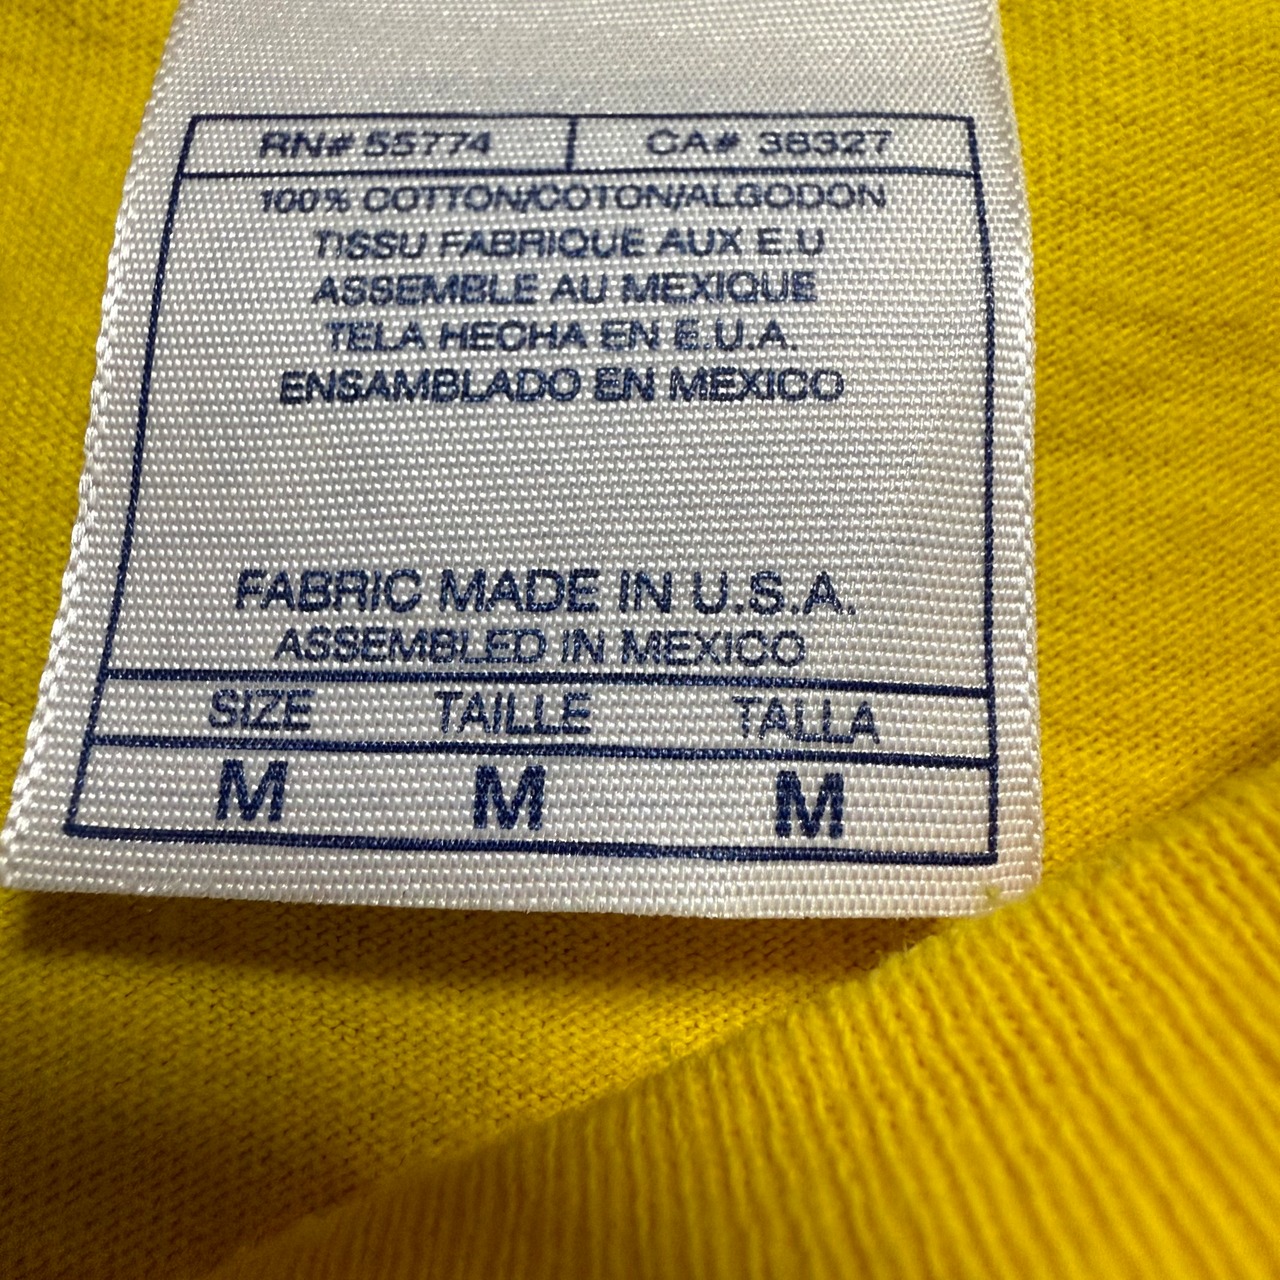 RN# 55774 CA# 38327
100% COTTON/COTON/ALGODON
TISSU FABRIQUE AUX E.U
ASSEMBLE AU MEXIQUE
TELA HECHA EN E.U.A.
ENSAMBLADO EN MEXICO
FABRIC MADE IN U.S.A.
ASSEMBLED IN MEXICO
SIZE TAILLE TALLA
M M M